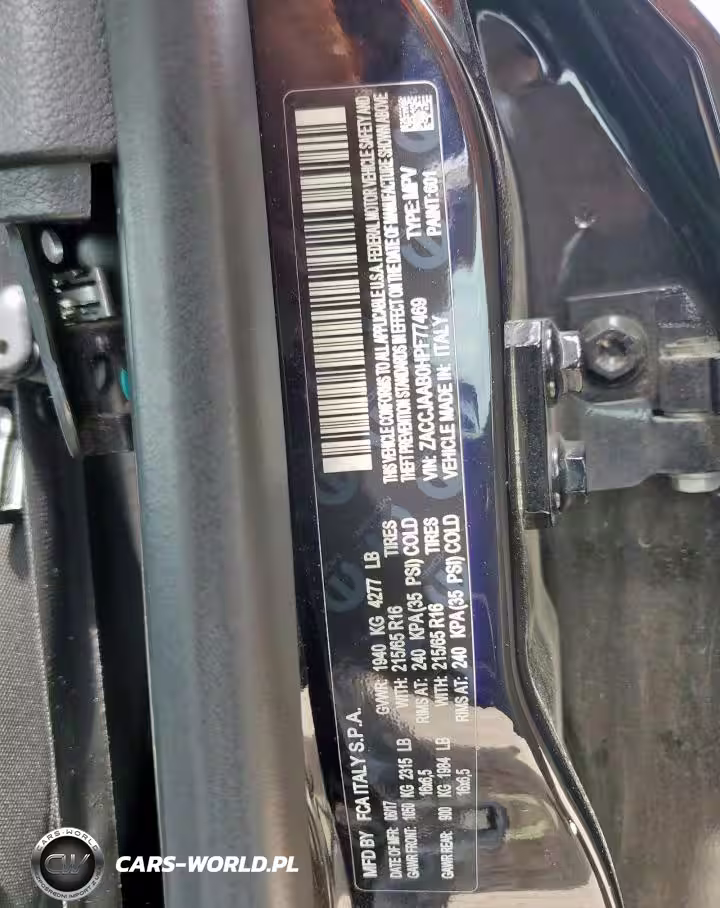 MFD BY FCA ITALY S.P.A.
DATE OF MFR: 06/17 GVWR: 1940 KG 4277 LB
GAWR FRONT: 1050 KG 2315 LB WITH: 215/65 R16 TIRES
16x6,5 RIMS AT: 240 KPA(35 PSI) COLD
GAWR REAR: 900 KG 1984 LB WITH: 215/65 R16 TIRES
16x6,5 RIMS AT: 240 KPA(35 PSI) COLD
THIS VEHICLE CONFORMS TO ALL APPLICABLE U.S.A. FEDERAL MOTOR VEHICLE SAFETY AND
THEFT PREVENTION STANDARDS IN EFFECT ON THE DATE OF MANUFACTURE SHOWN ABOVE.
VIN: ZACCJAAB0HPF77469 TYPE: MPV
VEHICLE MADE IN: ITALY PAINT: 601
CARS-WORLD
CW
CARS-WORLD.PL